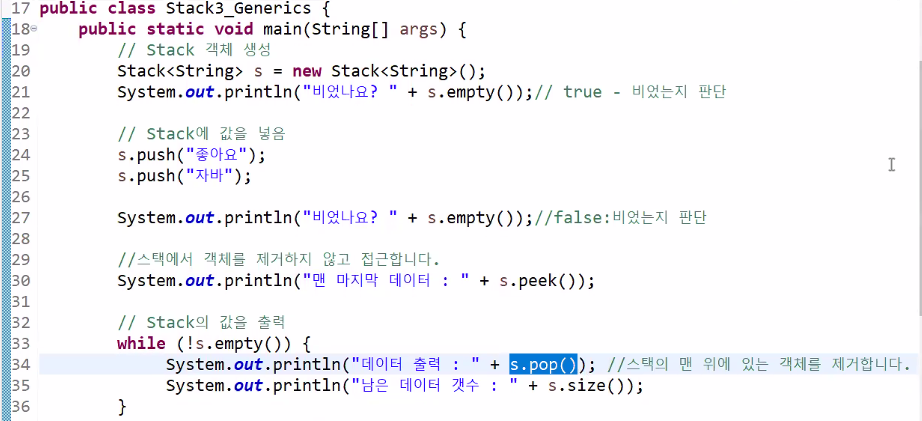 17 public class Stack3_Generics {
18 public static void main(String[] args) {
19 // Stack 객체 생성
20 Stack<String> s = new Stack<String>();
21 System.out.println("비었나요? " + s.empty());// true - 비었는지 판단
22
23 // Stack에 값을 넣음
24 s.push("좋아요");
25 s.push("자바");
26
27 System.out.println("비었나요? " + s.empty());//false:비었는지 판단
28
29 //스택에서 객체를 제거하지 않고 접근합니다.
30 System.out.println("맨 마지막 데이터 : " + s.peek());
31
32 // Stack의 값을 출력
33 while (!s.empty()) {
34 System.out.println("데이터 출력 : " + s.pop()); //스택의 맨 위에 있는 객체를 제거합니다.
35 System.out.println("남은 데이터 갯수 : " + s.size());
36 }